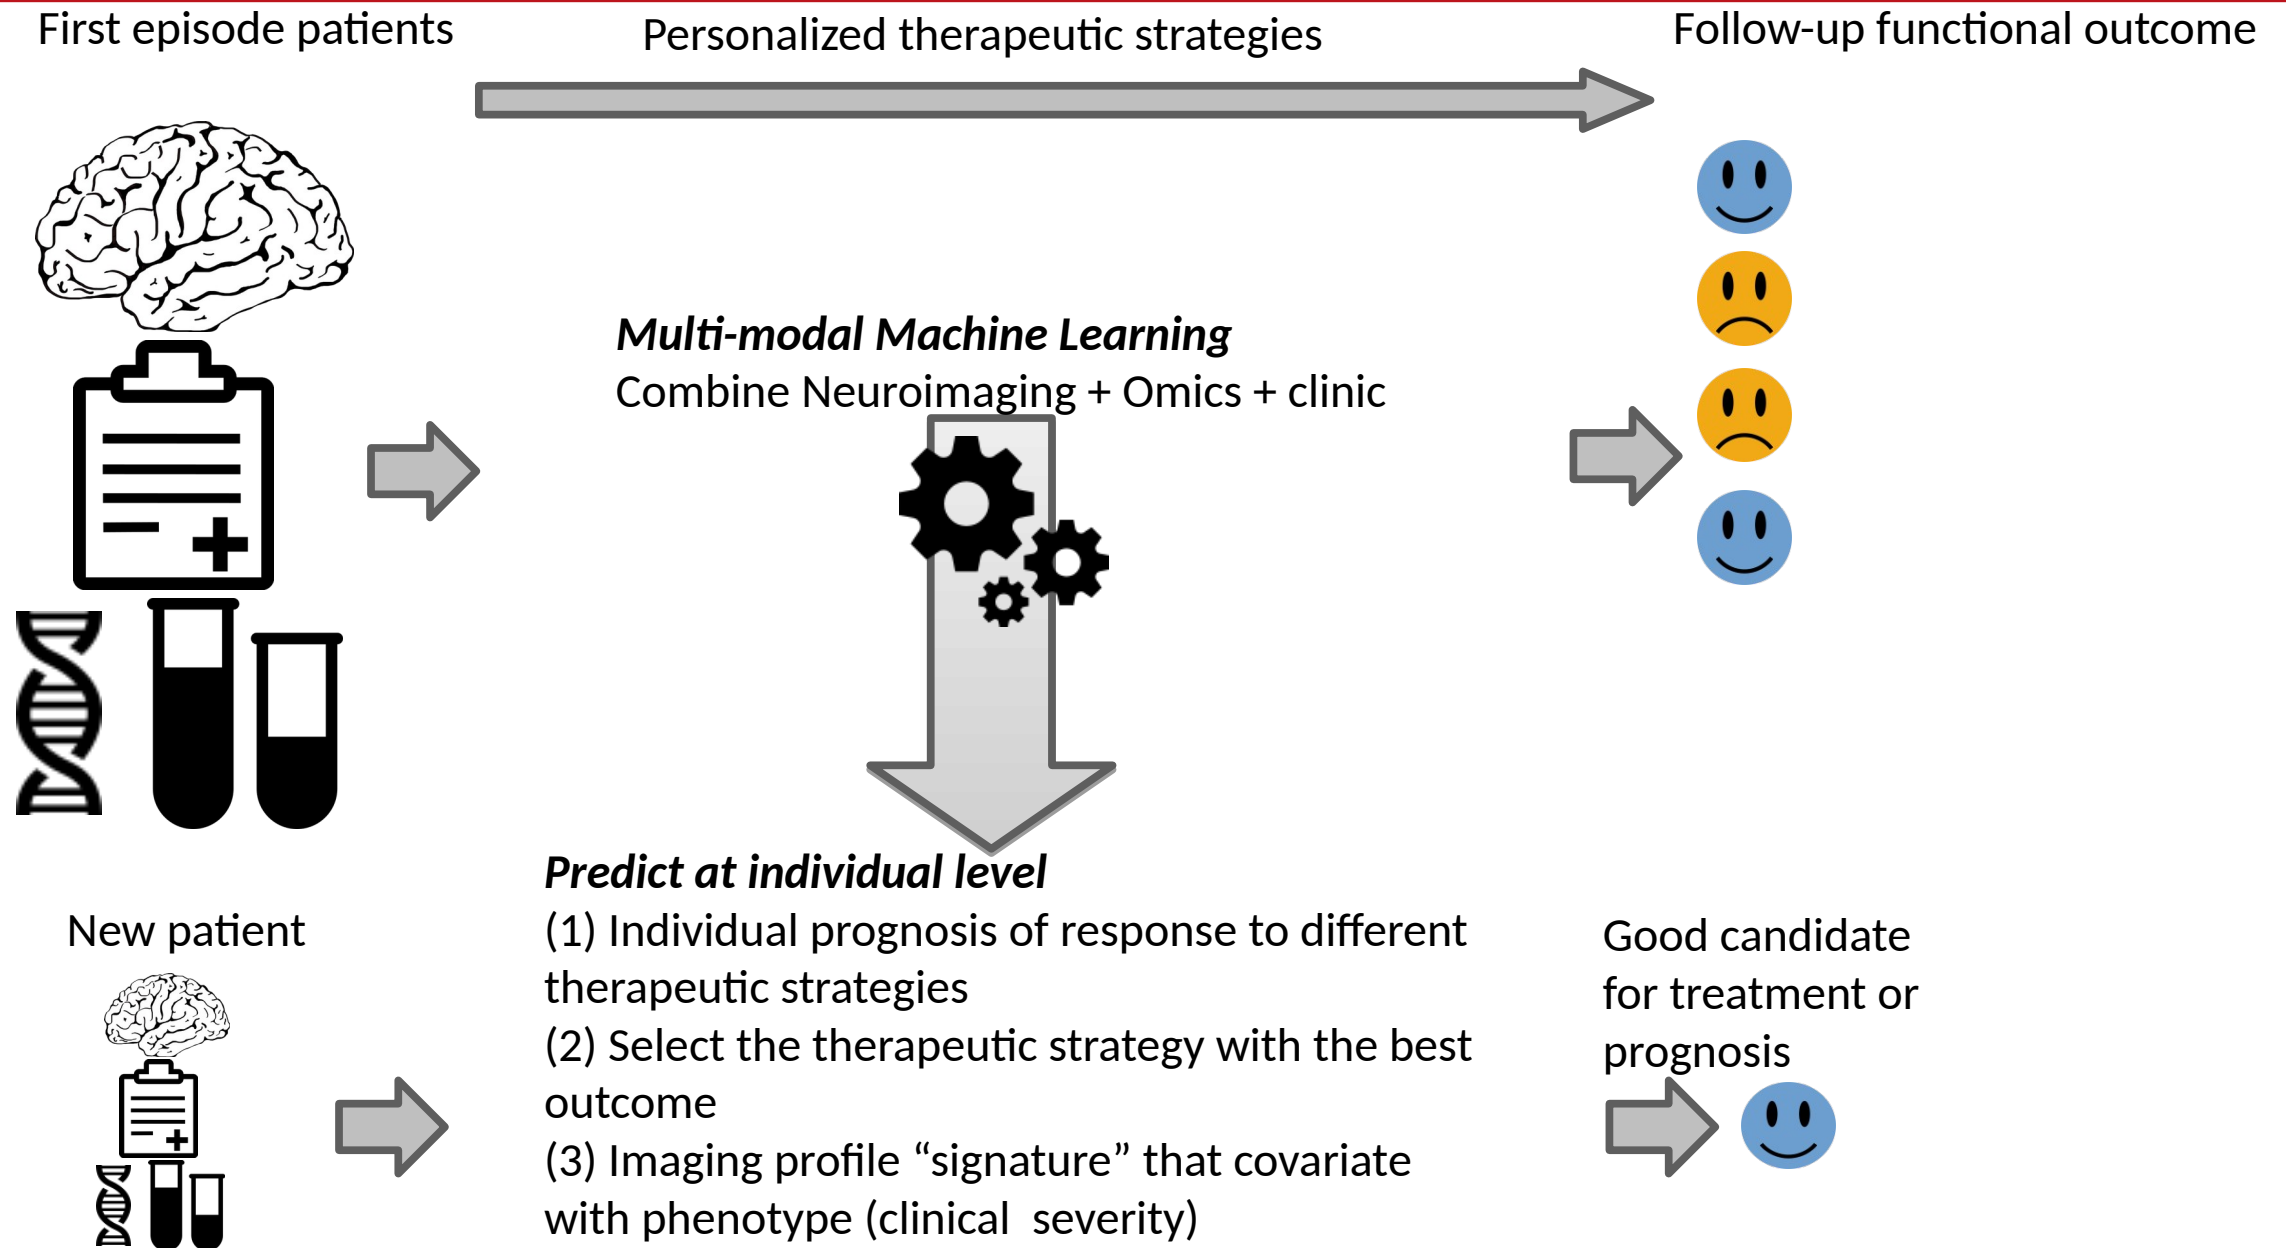 First episode patients
Personalized therapeutic strategies
Follow-up functional outcome
Multi-modal Machine Learning
Combine Neuroimaging + Omics + clinic
Predict at individual level
(1) Individual prognosis of response to different
therapeutic strategies
(2) Select the therapeutic strategy with the best
outcome
(3) Imaging profile “signature” that covariate
with phenotype (clinical  severity)
New patient
Good candidate
for treatment or
prognosis